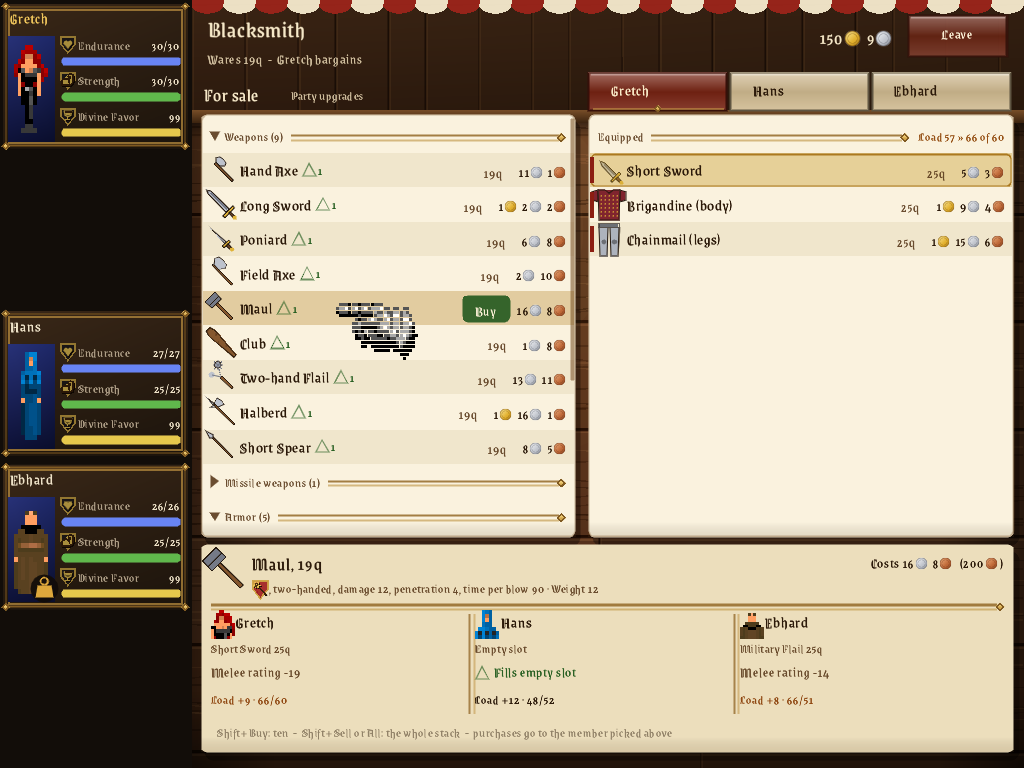 Gretch
Endurance 30/30
Strength 30/30
Divine Favor 99
Hans
Endurance 27/27
Strength 25/25
Divine Favor 99
Ebhard
Endurance 26/26
Strength 25/25
Divine Favor 99
Blacksmith
Wares 19q - Gretch bargains
150 9
Leave
For sale Party upgrades
Gretch Hans Ebhard
Weapons (9)
Hand Axe 1 19q 11 1
Long Sword 1 19q 1 2 2
Poniard 1 19q 6 8
Field Axe 1 19q 2 10
Maul 1 Buy 16 8
Club 1 19q 1 8
Two-hand Flail 1 19q 13 11
Halberd 1 19q 1 16 1
Short Spear 1 19q 8 5
Missile weapons (1)
Armor (5)
Equipped Load 57 » 66 of 60
Short Sword 25q 5 3
Brigandine (body) 25q 1 9 4
Chainmail (legs) 25q 1 15 6
Maul, 19q
Costs 16 8 (200 )
, two-handed, damage 12, penetration 4, time per blow 90 · Weight 12
Gretch
Short Sword 25q
Melee rating -19
Load +9 · 66/60
Hans
Empty slot
Fills empty slot
Load +12 · 48/52
Ebhard
Military Flail 25q
Melee rating -14
Load +8 · 66/51
Shift+Buy: ten - Shift+Sell or All: the whole stack - purchases go to the member picked above